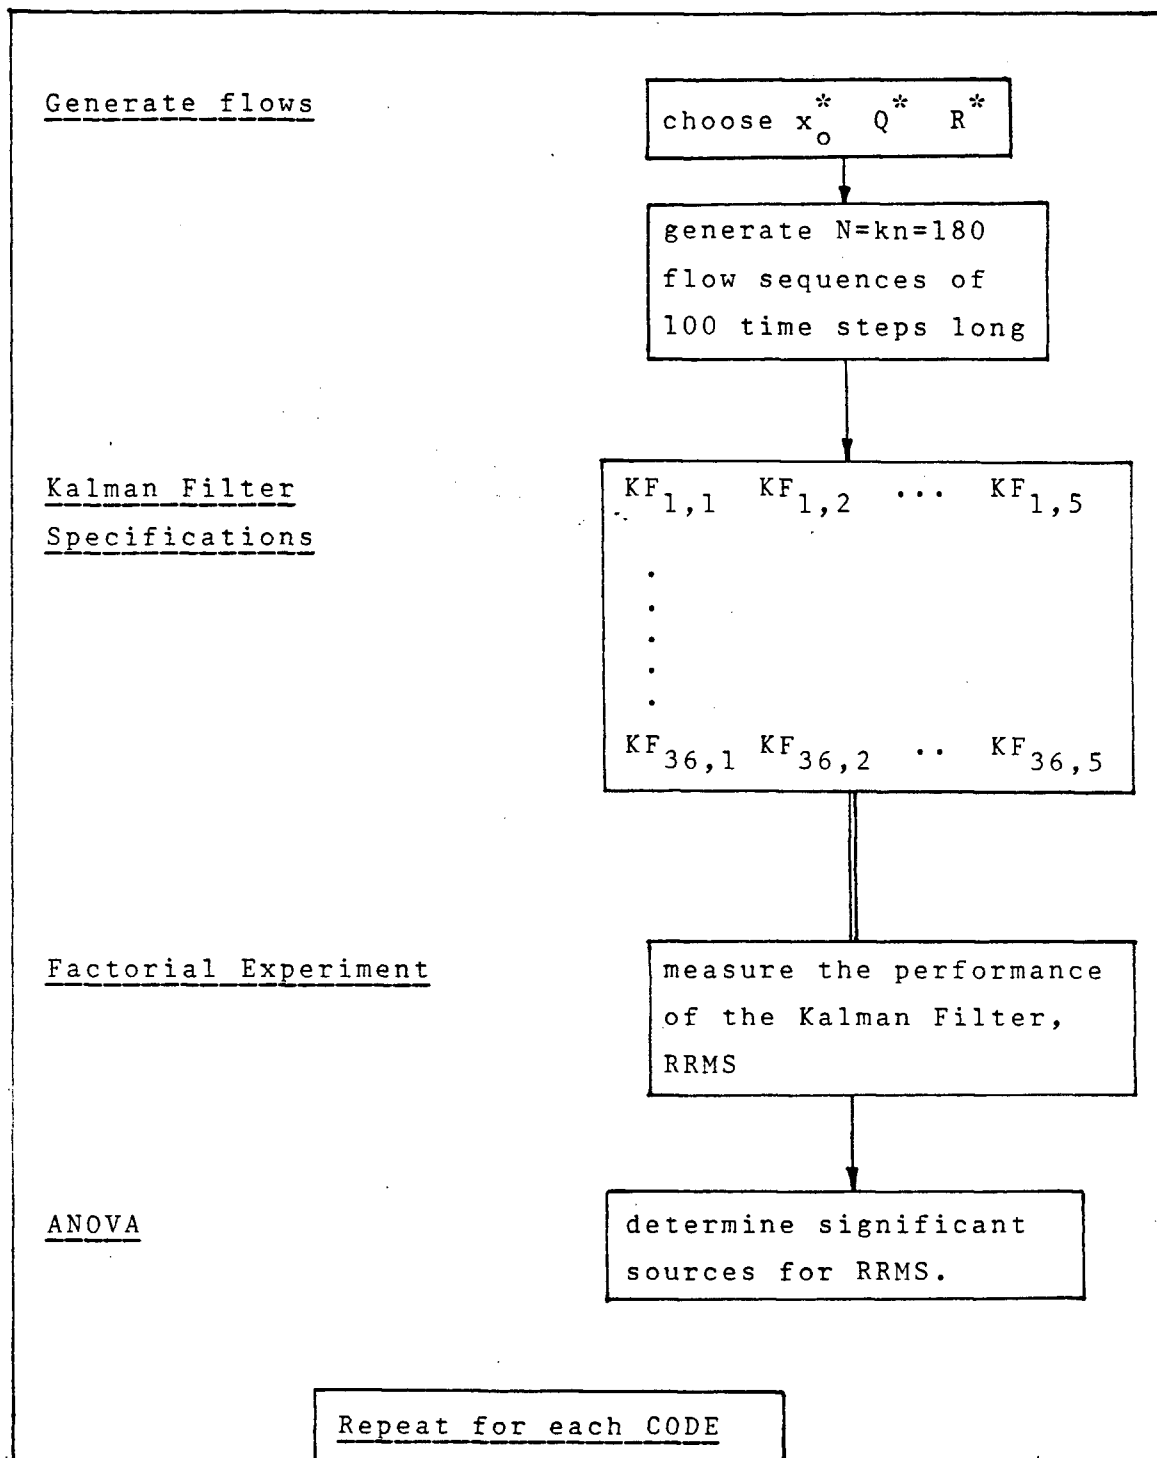 Generate flows
choose x₀* Q* R*
generate N=kn=180
flow sequences of
100 time steps long
Kalman Filter
Specifications
KF₁,₁ KF₁,₂ ... KF₁,₅
.
.
.
.
.
KF₃₆,₁ KF₃₆,₂ .. KF₃₆,₅
Factorial Experiment
measure the performance
of the Kalman Filter,
RRMS
ANOVA
determine significant
sources for RRMS.
Repeat for each CODE